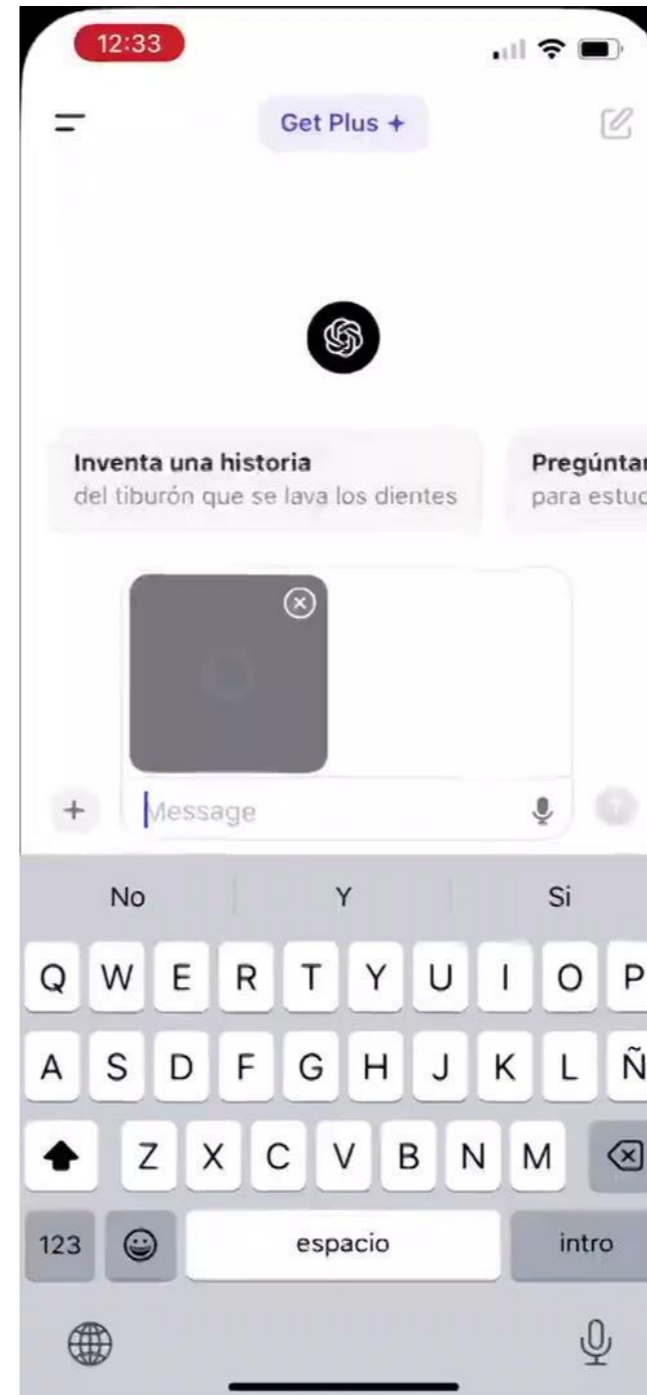 12:33
Get Plus +
Inventa una historia
del tiburón que se lava los dientes
Pregúntar
para estud
Message
No Y Si
Q W E R T Y U I O P
A S D F G H J K L Ñ
Z X C V B N M
123 espacio intro